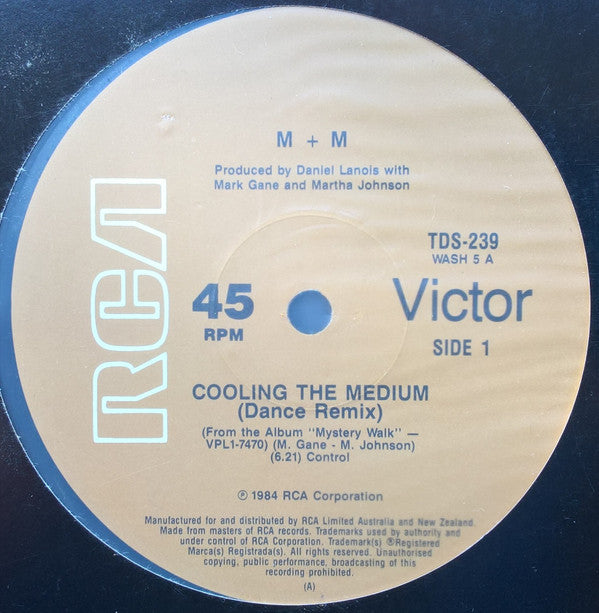 M + M
Produced by Daniel Lanois with
Mark Gane and Martha Johnson
RCA
TDS-239
WASH 5 A
45
RPM
Victor
SIDE 1
COOLING THE MEDIUM
(Dance Remix)
(From the Album "Mystery Walk" —
VPL1-7470) (M. Gane - M. Johnson)
(6.21) Control
℗ 1984 RCA Corporation
Manufactured for and distributed by RCA Limited Australia and New Zealand.
Made from masters of RCA records. Trademarks used by authority and
under control of RCA Corporation. Trademark(s) ®Registered
Marca(s) Registrada(s). All rights reserved. Unauthorised
copying, public performance, broadcasting of this
recording prohibited.
(A)